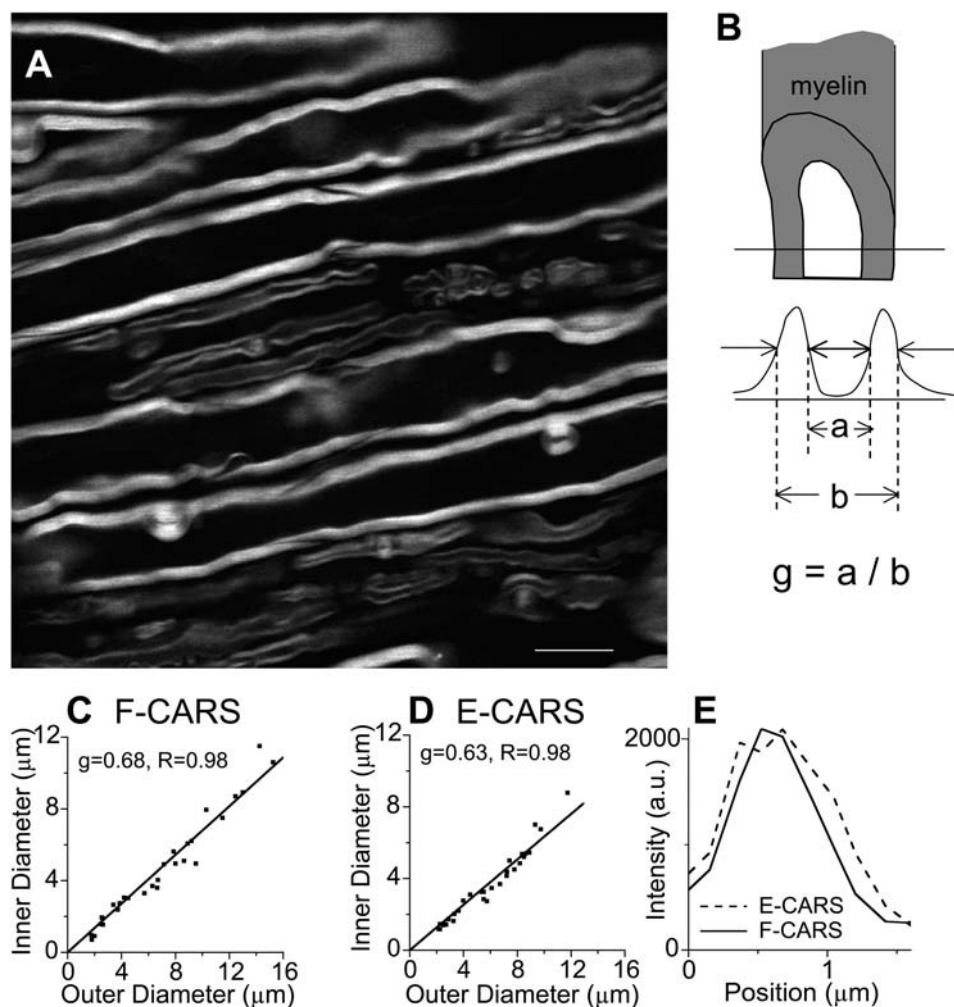 A
B
myelin
a
b
g = a / b
C F-CARS
g=0.68, R=0.98
Inner Diameter (μm)
12
8
4
0
0 4 8 12 16
Outer Diameter (μm)
D E-CARS
g=0.63, R=0.98
Inner Diameter (μm)
12
8
4
0
0 4 8 12 16
Outer Diameter (μm)
E
Intensity (a.u.)
2000
0
E-CARS
F-CARS
0 1
Position (μm)